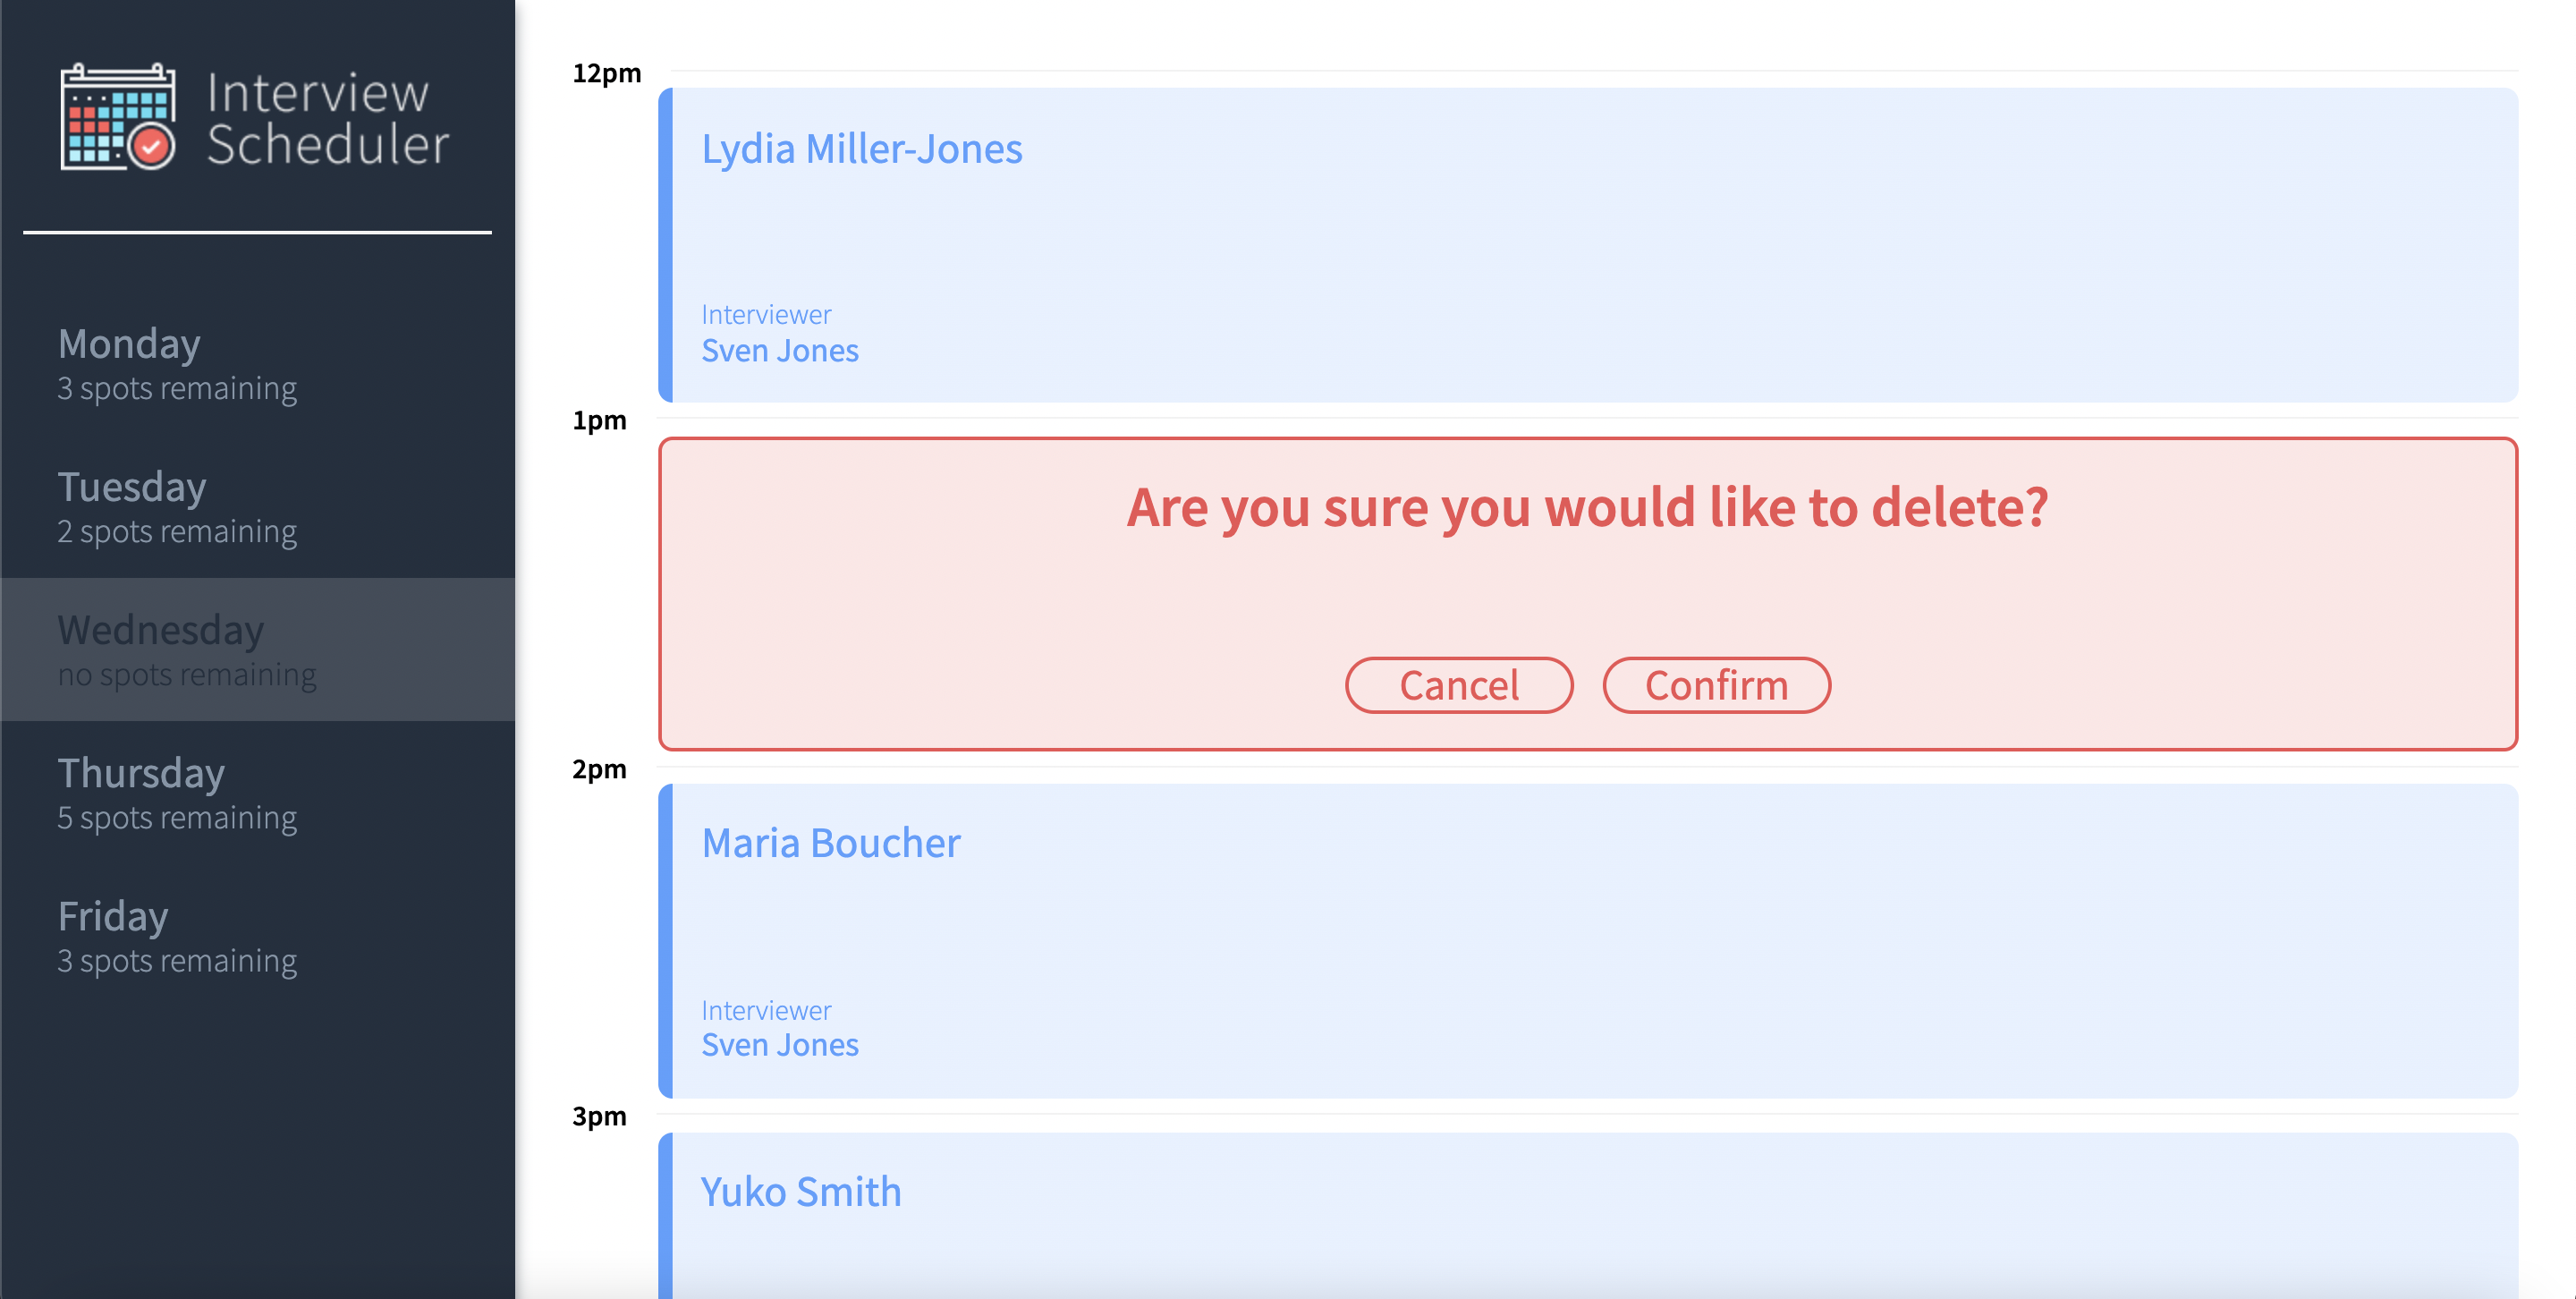 Interview
Scheduler
Monday
3 spots remaining
Tuesday
2 spots remaining
Wednesday
no spots remaining
Thursday
5 spots remaining
Friday
3 spots remaining
12pm
Lydia Miller-Jones
Interviewer
Sven Jones
1pm
Are you sure you would like to delete?
Cancel Confirm
2pm
Maria Boucher
Interviewer
Sven Jones
3pm
Yuko Smith